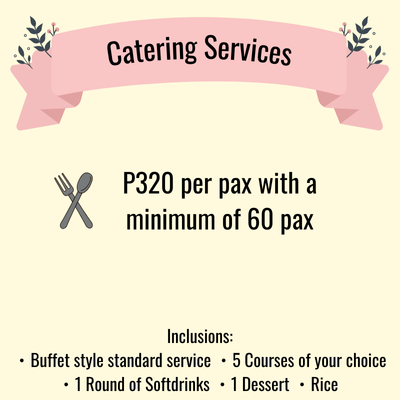 Catering Services
P320 per pax with a
minimum of 60 pax
Inclusions:
• Buffet style standard service • 5 Courses of your choice
• 1 Round of Softdrinks • 1 Dessert • Rice